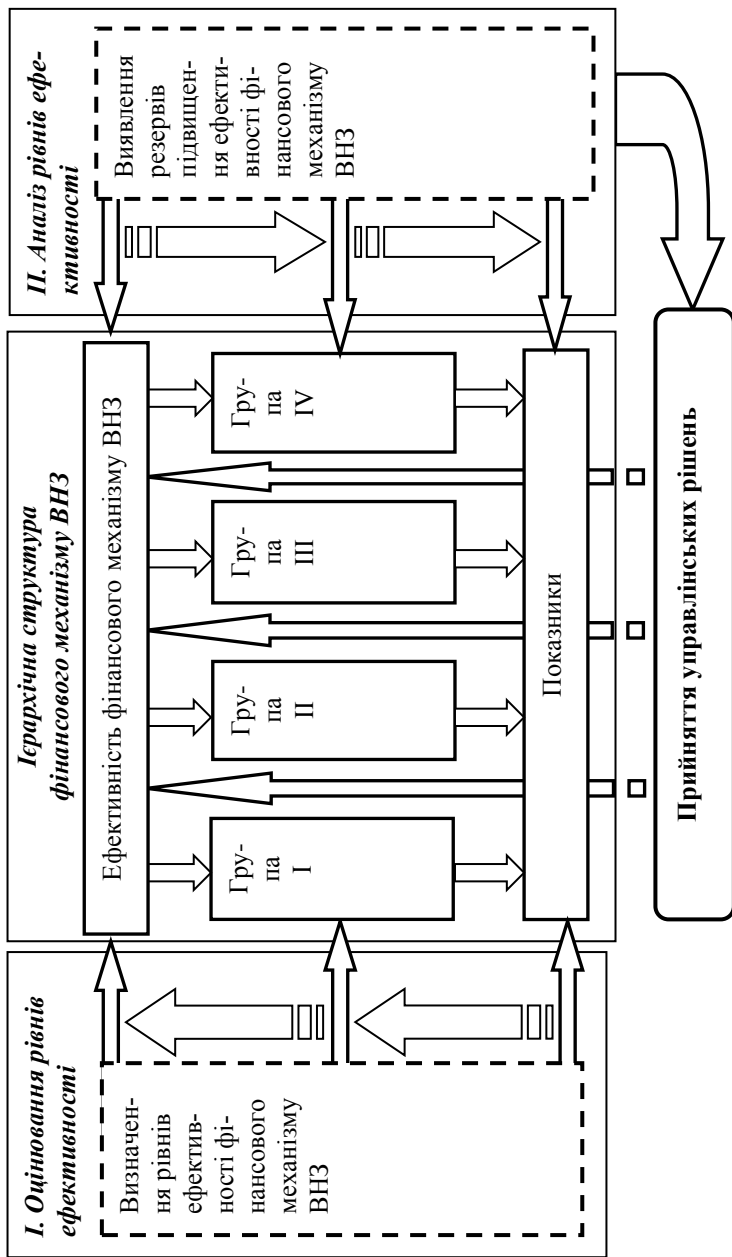 І. Оцінювання рівнів
ефективності
Визначен-
ня рівнів
ефектив-
ності фі-
нансового
механізму
ВНЗ
Ієрархічна структура
фінансового механізму ВНЗ
Ефективність фінансового механізму ВНЗ
Гру-
па
I
Гру-
па
II
Гру-
па
III
Гру-
па
IV
Показники
ІІ. Аналіз рівнів ефе-
ктивності
Виявлення
резервів
підвищен-
ня ефекти-
вності фі-
нансового
механізму
ВНЗ
Прийняття управлінських рішень